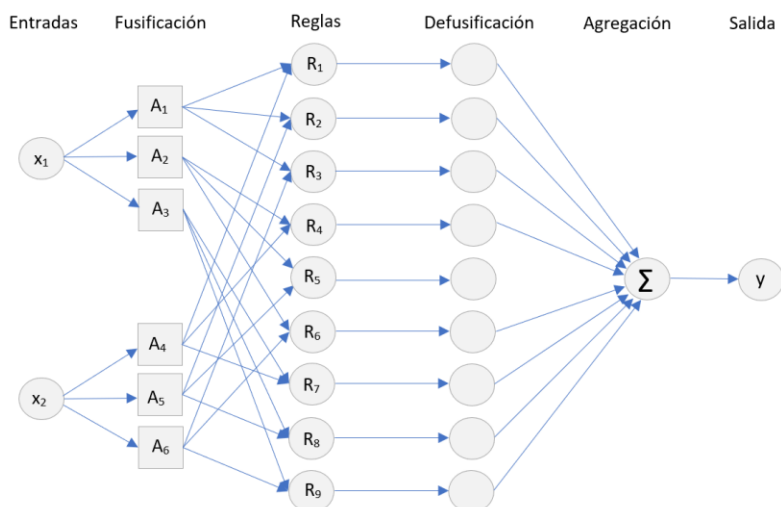 Entradas Fusificación Reglas Defusificación Agregación Salida
x₁
A₁
A₂
A₃
x₂
A₄
A₅
A₆
R₁
R₂
R₃
R₄
R₅
R₆
R₇
R₈
R₉
Σ
y